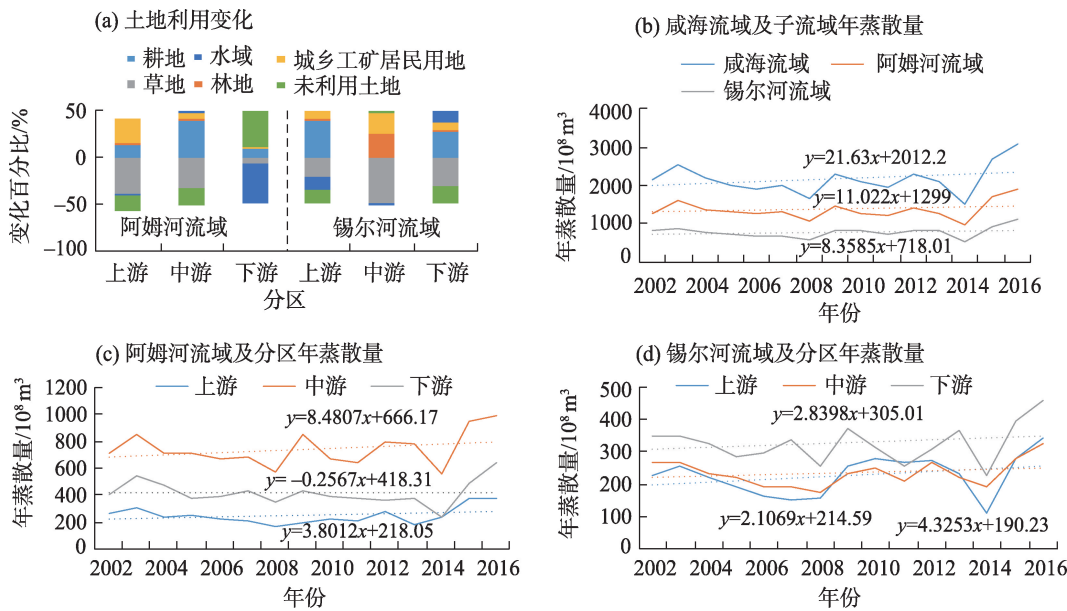 (a) 土地利用变化
耕地 水域 城乡工矿居民用地
草地 林地 未利用土地
变化百分比/%
50
0
−50
−100
阿姆河流域 锡尔河流域
上游 中游 下游 上游 中游 下游
分区
(b) 咸海流域及子流域年蒸散量
咸海流域 阿姆河流域
锡尔河流域
年蒸散量/10⁸ m³
4000
3000
2000
1000
0
y=21.63x+2012.2
y=11.022x+1299
y=8.3585+718.01
2002 2004 2006 2008 2010 2012 2014 2016
年份
(c) 阿姆河流域及分区年蒸散量
上游 中游 下游
年蒸散量/10⁸ m³
1200
1000
800
600
400
200
0
y=8.4807x+666.17
y= −0.2567x+418.31
y=3.8012x+218.05
2002 2004 2006 2008 2010 2012 2014 2016
年份
(d) 锡尔河流域及分区年蒸散量
上游 中游 下游
年蒸散量/10⁸ m³
500
400
300
200
100
0
y=2.8398x+305.01
y=2.1069x+214.59
y=4.3253x+190.23
2002 2004 2006 2008 2010 2012 2014 2016
年份